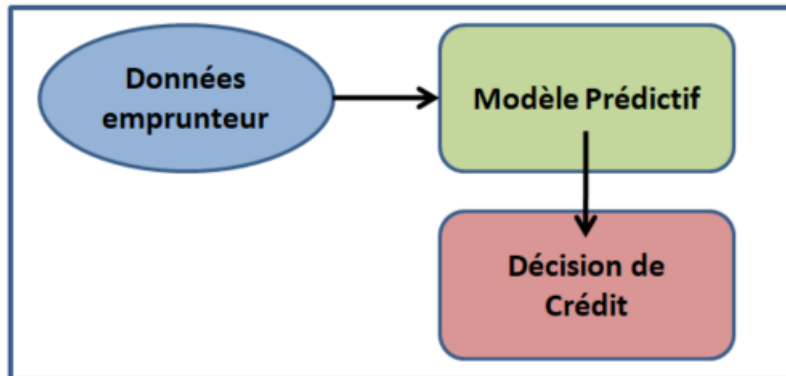 Données
emprunteur
Modèle Prédictif
Décision de
Crédit